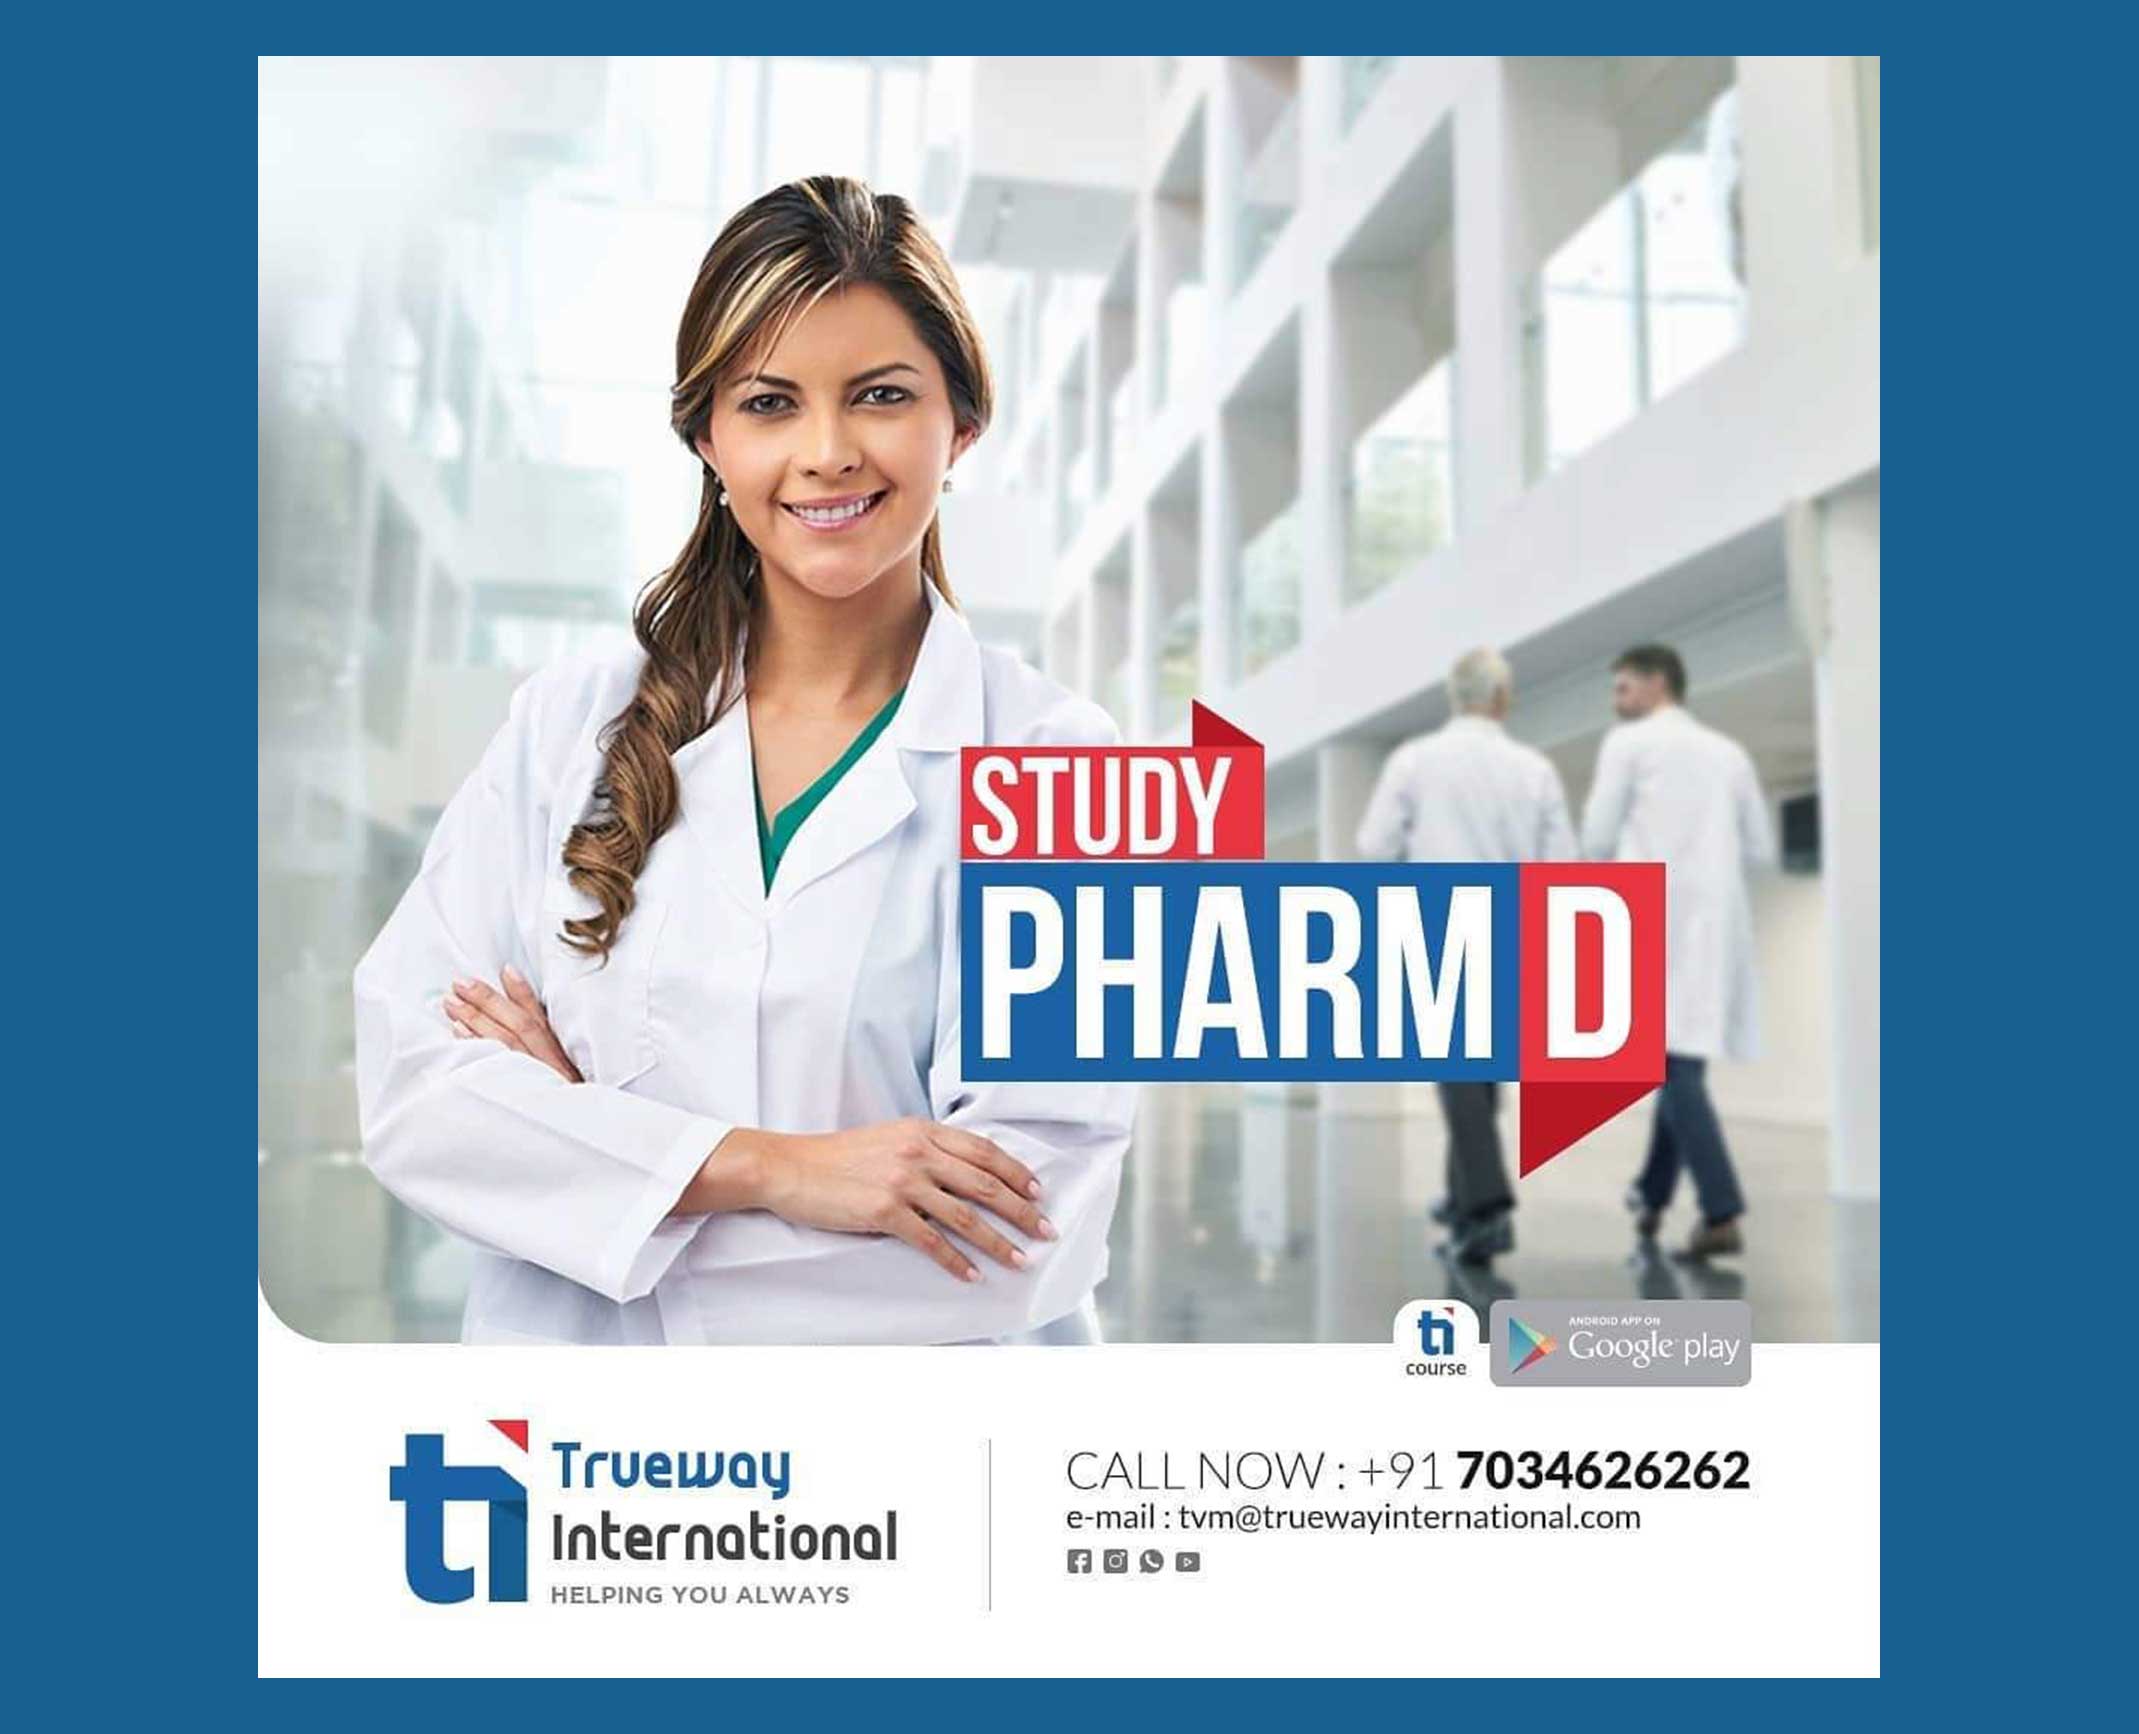 STUDY
PHARM D
ti
course
ANDROID APP ON
Google play
ti
Trueway
International
HELPING YOU ALWAYS
CALL NOW : +91 7034626262
e-mail : tvm@truewayinternational.com